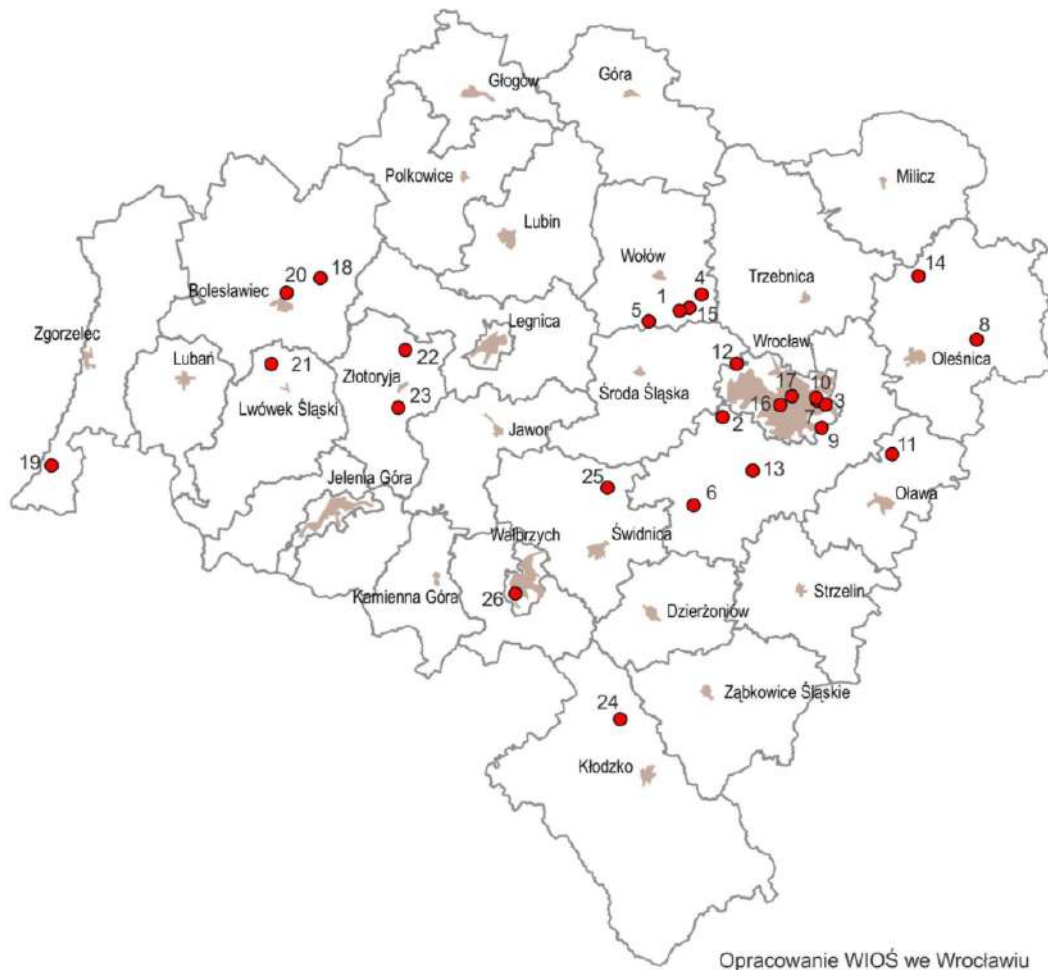 Głogów
Góra
Polkowice
Milicz
Lubin
Wołów
Trzebnica
14
20
18
4
Bolesławiec
1
15
5
8
Zgorzelec
Legnica
Wrocław
Oleśnica
Lubań
22
12
21
Złotoryja
Środa Śląska
17
10
Lwówek Śląski
23
16
3
7
2
Jawor
9
19
11
13
Jelenia Góra
25
6
Oława
Wałbrzych
Świdnica
Kamienna Góra
26
Dzierżoniów
Strzelin
Ząbkowice Śląskie
24
Kłodzko
Opracowanie WIOŚ we Wrocławiu